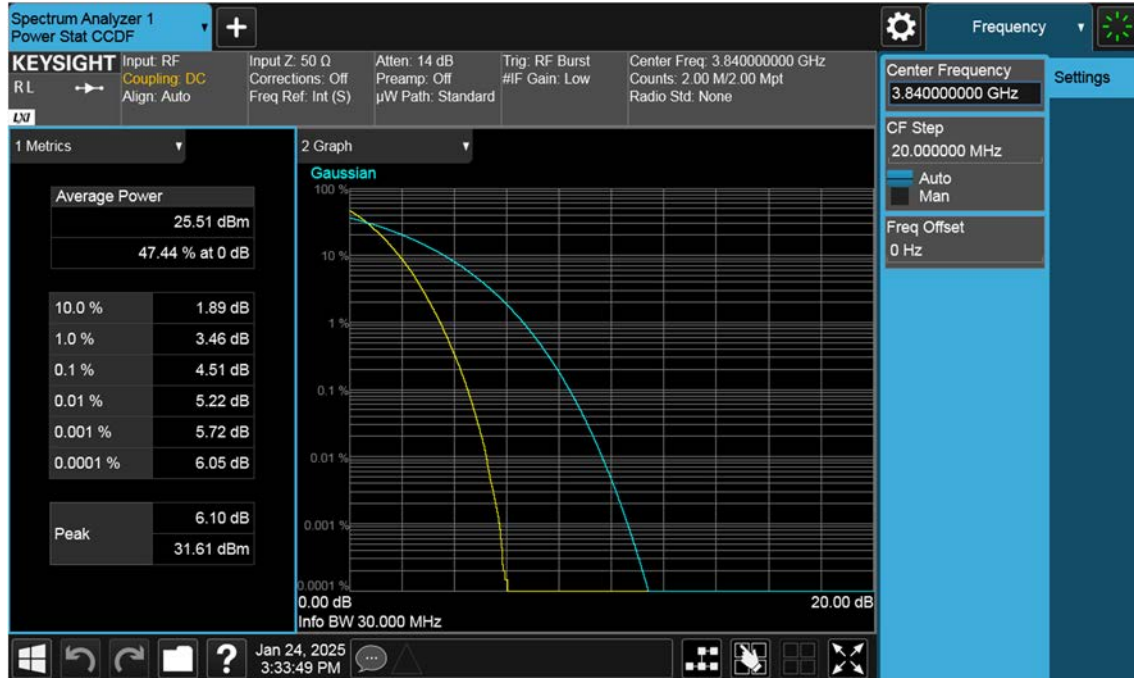 Spectrum Analyzer 1
Power Stat CCDF
+
Frequency
KEYSIGHT
RL
LXI
Input: RF
Coupling: DC
Align: Auto
Input Z: 50 Ω
Corrections: Off
Freq Ref: Int (S)
Atten: 14 dB
Preamp: Off
µW Path: Standard
Trig: RF Burst
#IF Gain: Low
Center Freq: 3.840000000 GHz
Counts: 2.00 M/2.00 Mpt
Radio Std: None
Center Frequency
3.840000000 GHz
Settings
CF Step
20.000000 MHz
Auto
Man
Freq Offset
0 Hz
1 Metrics
Average Power
25.51 dBm
47.44 % at 0 dB
10.0 % 1.89 dB
1.0 % 3.46 dB
0.1 % 4.51 dB
0.01 % 5.22 dB
0.001 % 5.72 dB
0.0001 % 6.05 dB
Peak
6.10 dB
31.61 dBm
2 Graph
Gaussian
100 %
10 %
1 %
0.1 %
0.01 %
0.001 %
0.0001 %
0.00 dB 20.00 dB
Info BW 30.000 MHz
?
Jan 24, 2025
3:33:49 PM